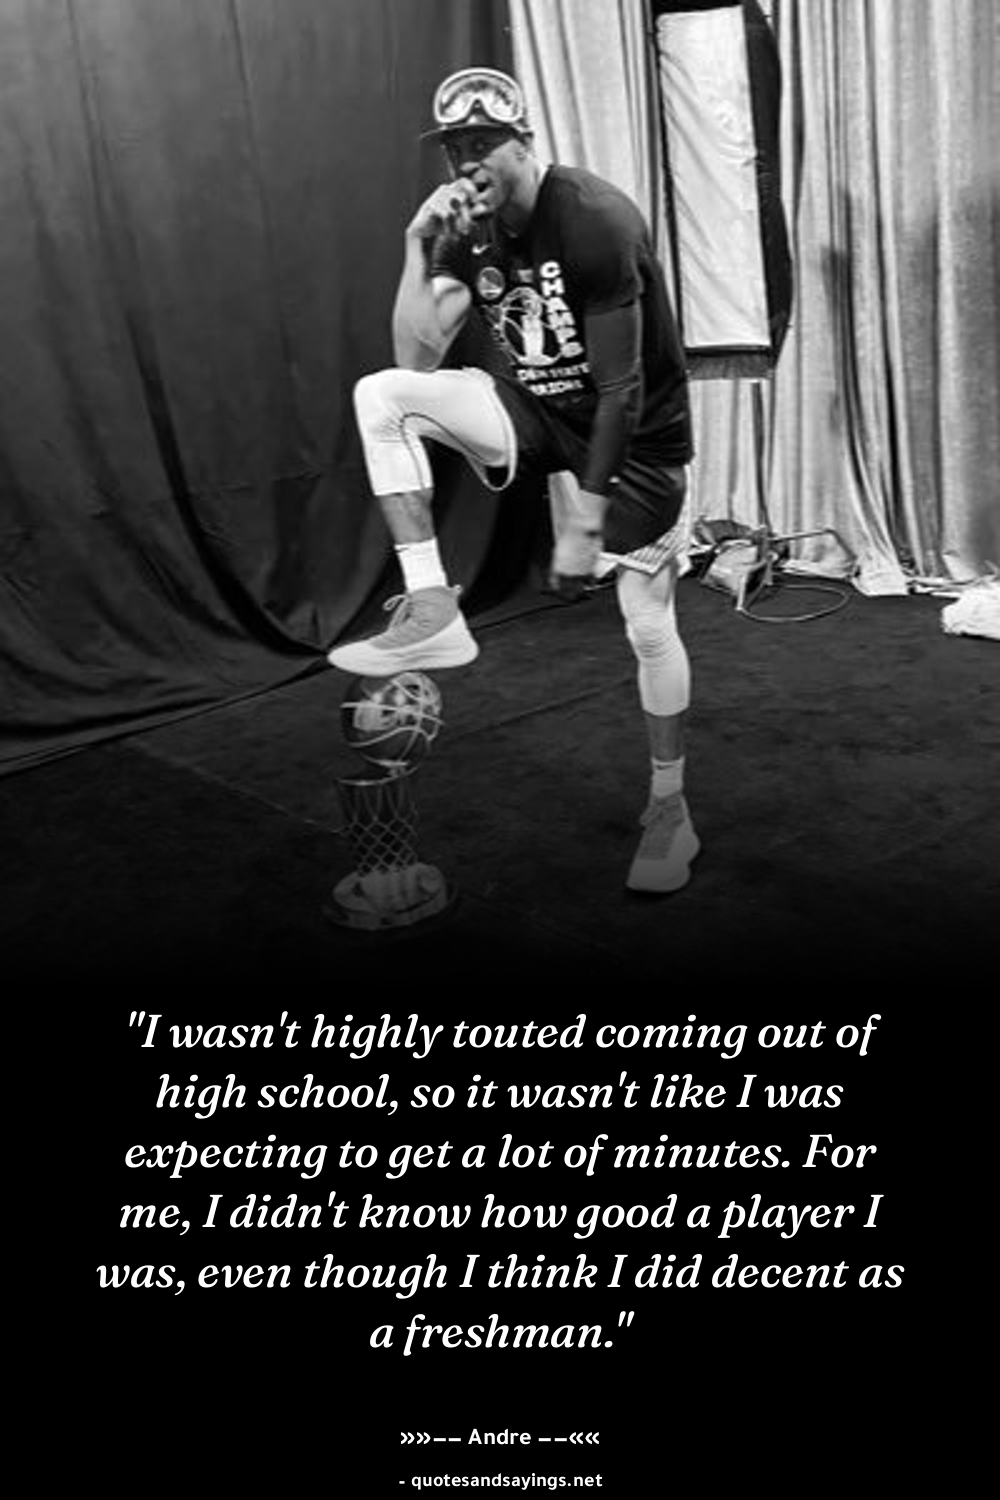 CHAMPS
"I wasn't highly touted coming out of
high school, so it wasn't like I was
expecting to get a lot of minutes. For
me, I didn't know how good a player I
was, even though I think I did decent as
a freshman."
»»–– Andre ––««
- quotesandsayings.net